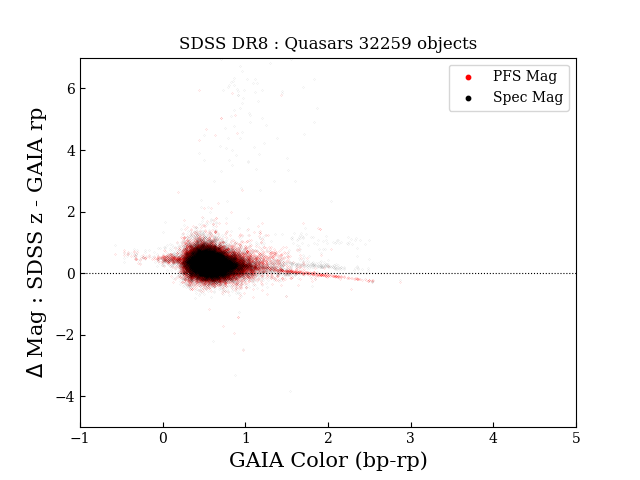 SDSS DR8 : Quasars 32259 objects
PFS Mag
Spec Mag
Δ Mag : SDSS z - GAIA rp
6
4
2
0
−2
−4
−1 0 1 2 3 4 5
GAIA Color (bp-rp)